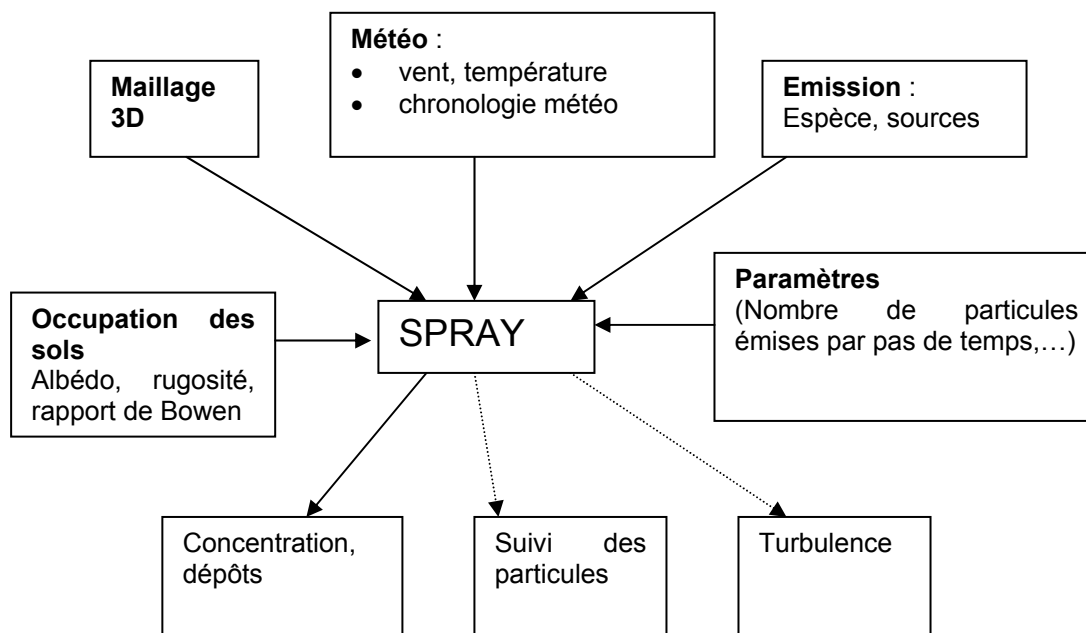 Maillage
3D
Météo :
• vent, température
• chronologie météo
Emission :
Espèce, sources
Occupation des
sols
Albédo, rugosité,
rapport de Bowen
SPRAY
Paramètres
(Nombre de particules
émises par pas de temps,…)
Concentration,
dépôts
Suivi des
particules
Turbulence